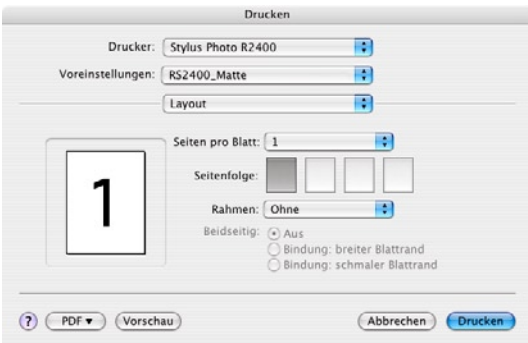 Drucken
Drucker: Stylus Photo R2400
Voreinstellungen: RS2400_Matte
Layout
Seiten pro Blatt: 1
Seitenfolge:
Rahmen: Ohne
Beidseitig: Aus
Bindung: breiter Blattrand
Bindung: schmaler Blattrand
1
? PDF ▼ Vorschau Abbrechen Drucken